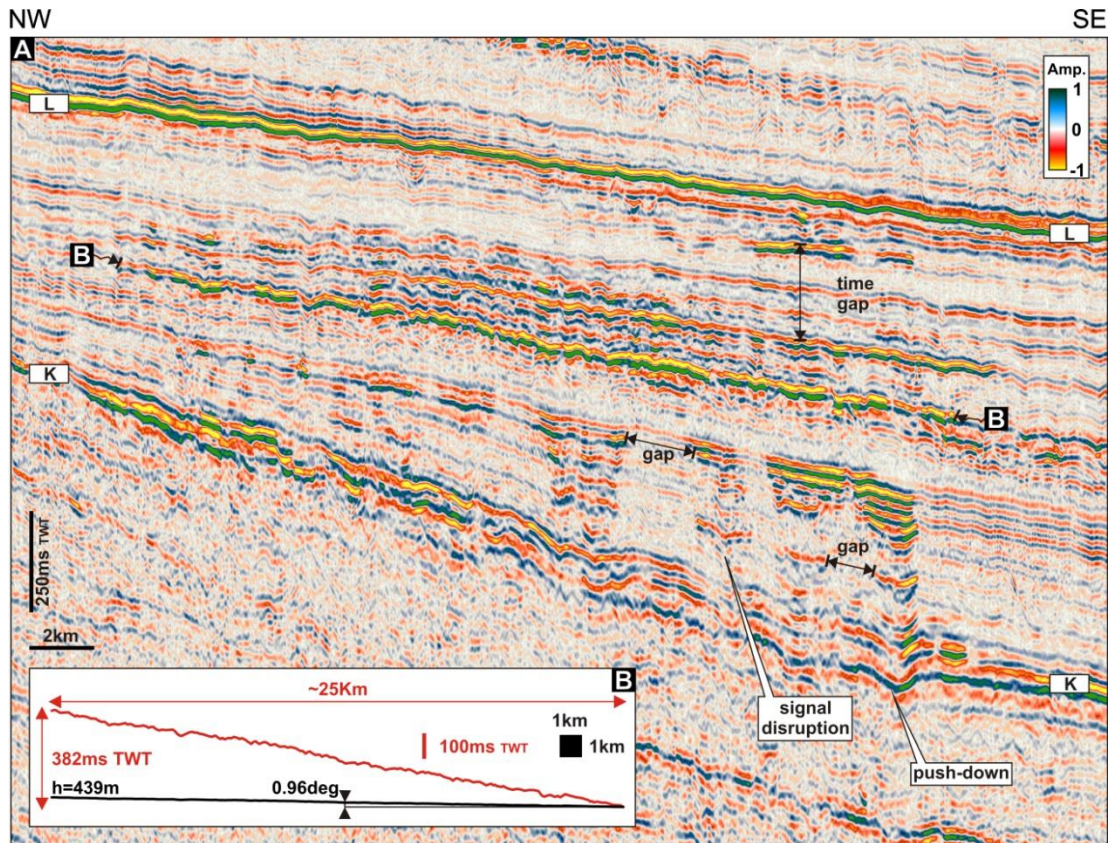 NW
SE
A
Amp.
1
0
-1
L
L
B
time
gap
K
B
gap
gap
250ms TWT
2km
K
signal
disruption
push-down
B
~25Km
382ms TWT
100ms TWT
1km
1km
h=439m
0.96deg